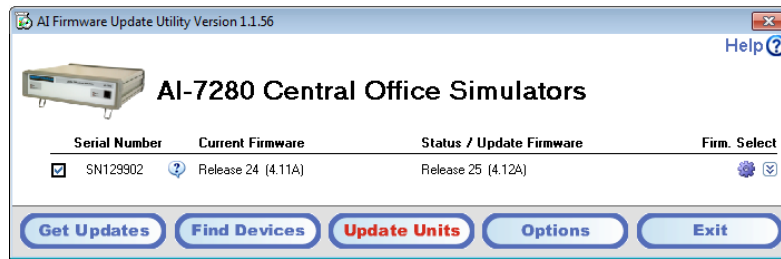 AI Firmware Update Utility Version 1.1.56
Help
AI-7280 Central Office Simulators
Serial Number Current Firmware Status / Update Firmware Firm. Select
SN129902 Release 24 (4.11A) Release 25 (4.12A)
Get Updates Find Devices Update Units Options Exit